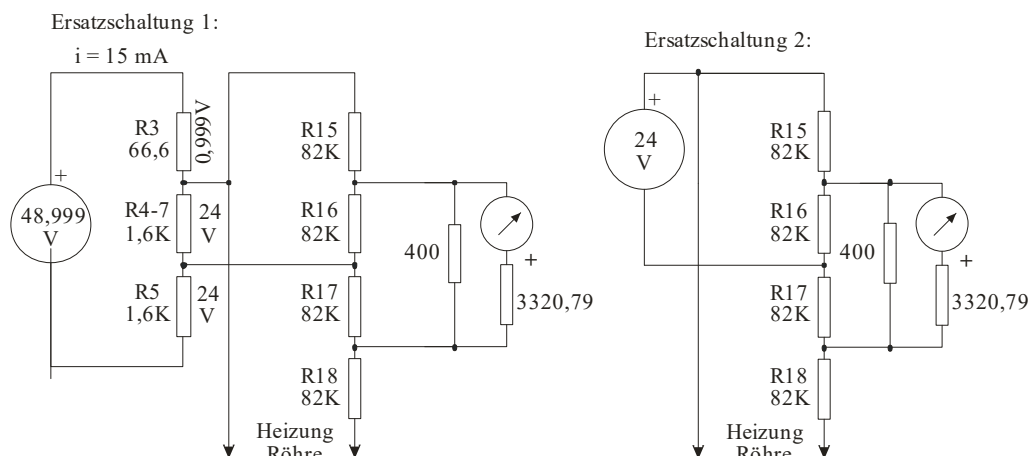 Ersatzschaltung 1:
i = 15 mA
R3
66,6
0,999V
+
48,999
V
R4-7
1,6K
24
V
R5
1,6K
24
V
R15
82K
R16
82K
R17
82K
R18
82K
400
+
3320,79
Heizung
Röhre
Ersatzschaltung 2:
+
24
V
R15
82K
R16
82K
R17
82K
R18
82K
400
+
3320,79
Heizung
Röhre